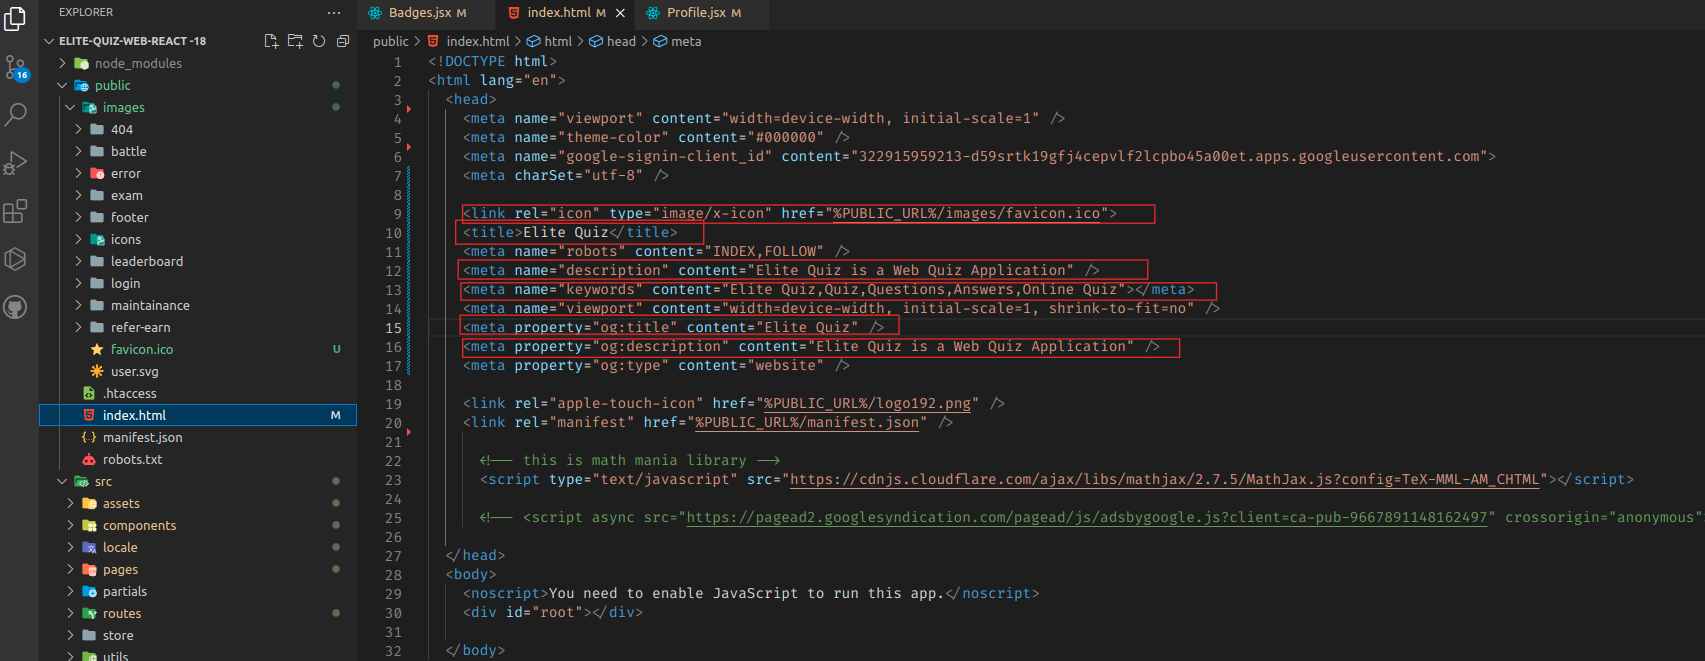 EXPLORER
ELITE-QUIZ-WEB-REACT -18
node_modules
public
images
404
battle
error
exam
footer
icons
leaderboard
login
maintainance
refer-earn
favicon.ico U
user.svg
.htaccess
index.html M
manifest.json
robots.txt
src
assets
components
locale
pages
partials
routes
store
utils
16
Badges.jsx M
index.html M
Profile.jsx M
public > index.html > html > head > meta
1 <!DOCTYPE html>
2 <html lang="en">
3 <head>
4 <meta name="viewport" content="width=device-width, initial-scale=1" />
5 <meta name="theme-color" content="#000000" />
6 <meta name="google-signin-client_id" content="322915959213-d59srtk19gfj4cepvlf2lcpbo45a00et.apps.googleusercontent.com">
7 <meta charSet="utf-8" />
8
9 <link rel="icon" type="image/x-icon" href="%PUBLIC_URL%/images/favicon.ico">
10 <title>Elite Quiz</title>
11 <meta name="robots" content="INDEX,FOLLOW" />
12 <meta name="description" content="Elite Quiz is a Web Quiz Application" />
13 <meta name="keywords" content="Elite Quiz,Quiz,Questions,Answers,Online Quiz"></meta>
14 <meta name="viewport" content="width=device-width, initial-scale=1, shrink-to-fit=no" />
15 <meta property="og:title" content="Elite Quiz" />
16 <meta property="og:description" content="Elite Quiz is a Web Quiz Application" />
17 <meta property="og:type" content="website" />
18
19 <link rel="apple-touch-icon" href="%PUBLIC_URL%/logo192.png" />
20 <link rel="manifest" href="%PUBLIC_URL%/manifest.json" />
21
22 <!-- this is math mania library -->
23 <script type="text/javascript" src="https://cdnjs.cloudflare.com/ajax/libs/mathjax/2.7.5/MathJax.js?config=TeX-MML-AM_CHTML"></script>
24
25 <!-- <script async src="https://pagead2.googlesyndication.com/pagead/js/adsbygoogle.js?client=ca-pub-9667891148162497" crossorigin="anonymous"
26
27 </head>
28 <body>
29 <noscript>You need to enable JavaScript to run this app.</noscript>
30 <div id="root"></div>
31
32 </body>